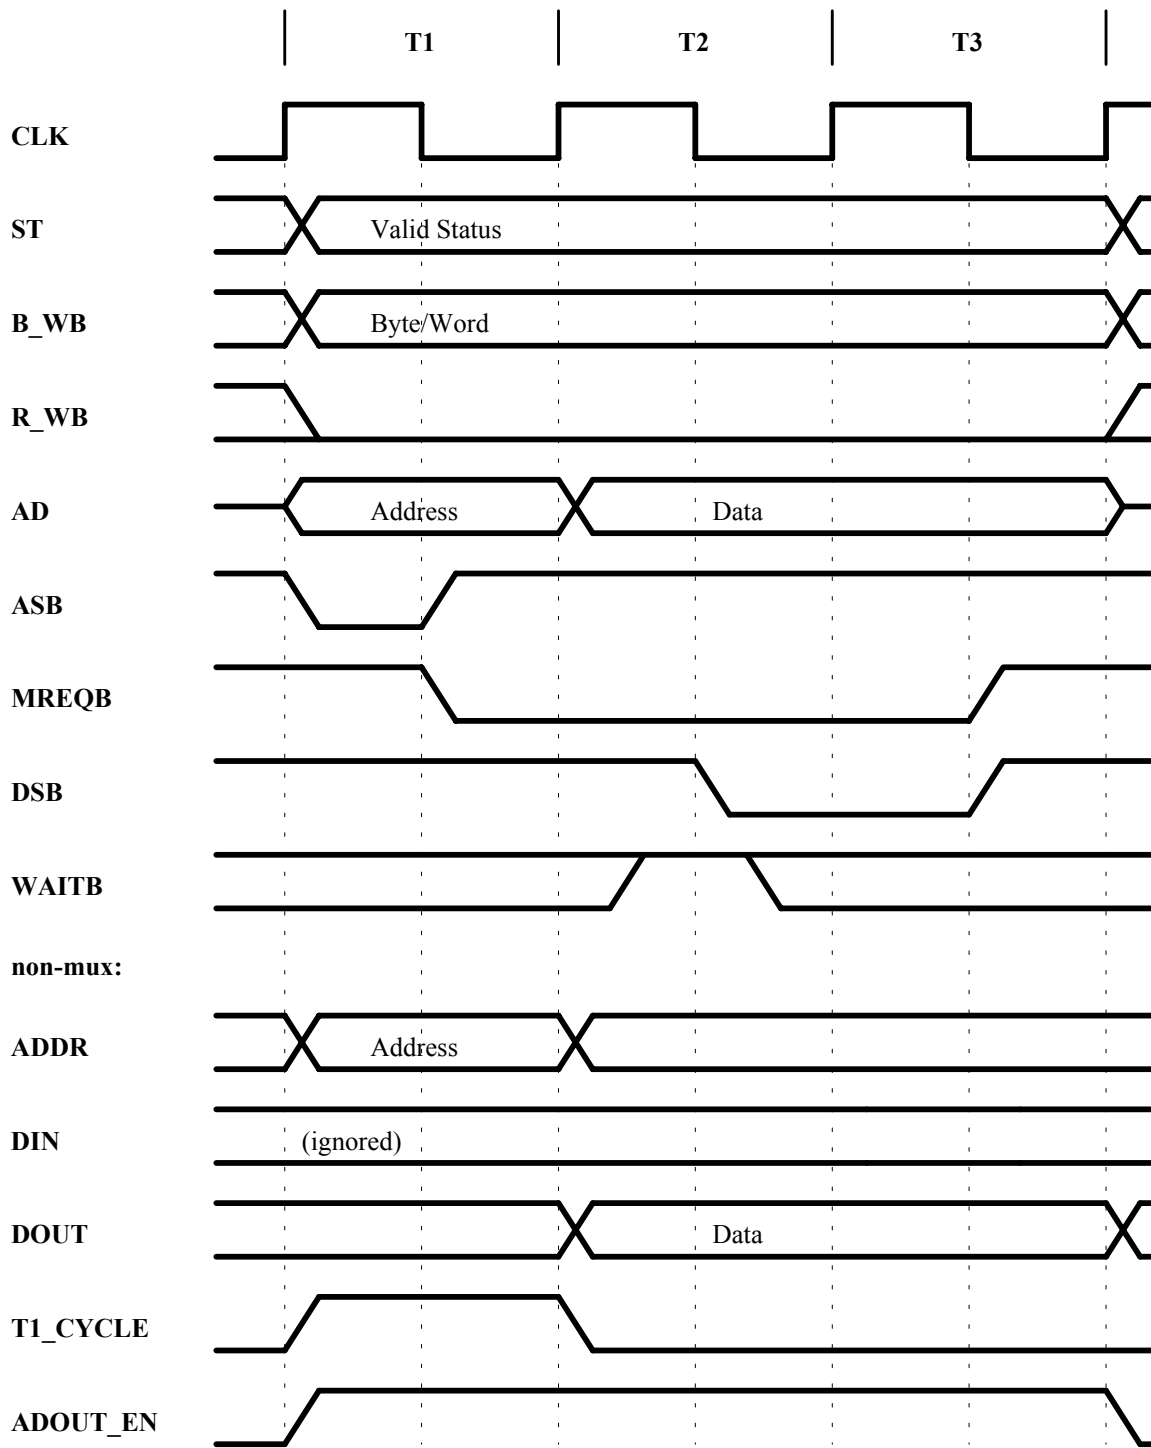 T1 T2 T3
CLK
ST Valid Status
B_WB Byte/Word
R_WB
AD Address Data
ASB
MREQB
DSB
WAITB
non-mux:
ADDR Address
DIN (ignored)
DOUT Data
T1_CYCLE
ADOUT_EN